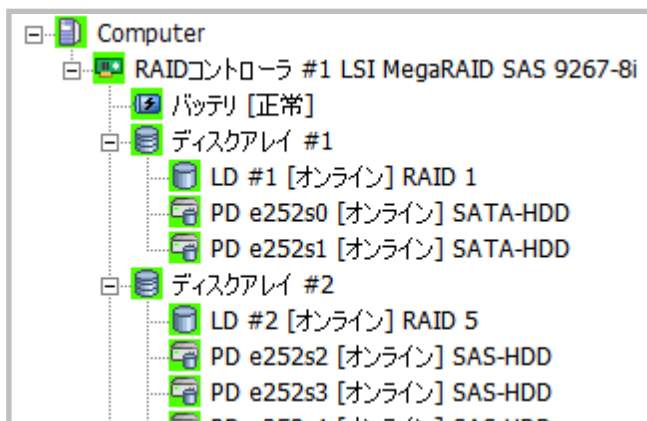 Computer
RAIDコントローラ #1 LSI MegaRAID SAS 9267-8i
バッテリ [正常]
ディスクアレイ #1
LD #1 [オンライン] RAID 1
PD e252s0 [オンライン] SATA-HDD
PD e252s1 [オンライン] SATA-HDD
ディスクアレイ #2
LD #2 [オンライン] RAID 5
PD e252s2 [オンライン] SAS-HDD
PD e252s3 [オンライン] SAS-HDD